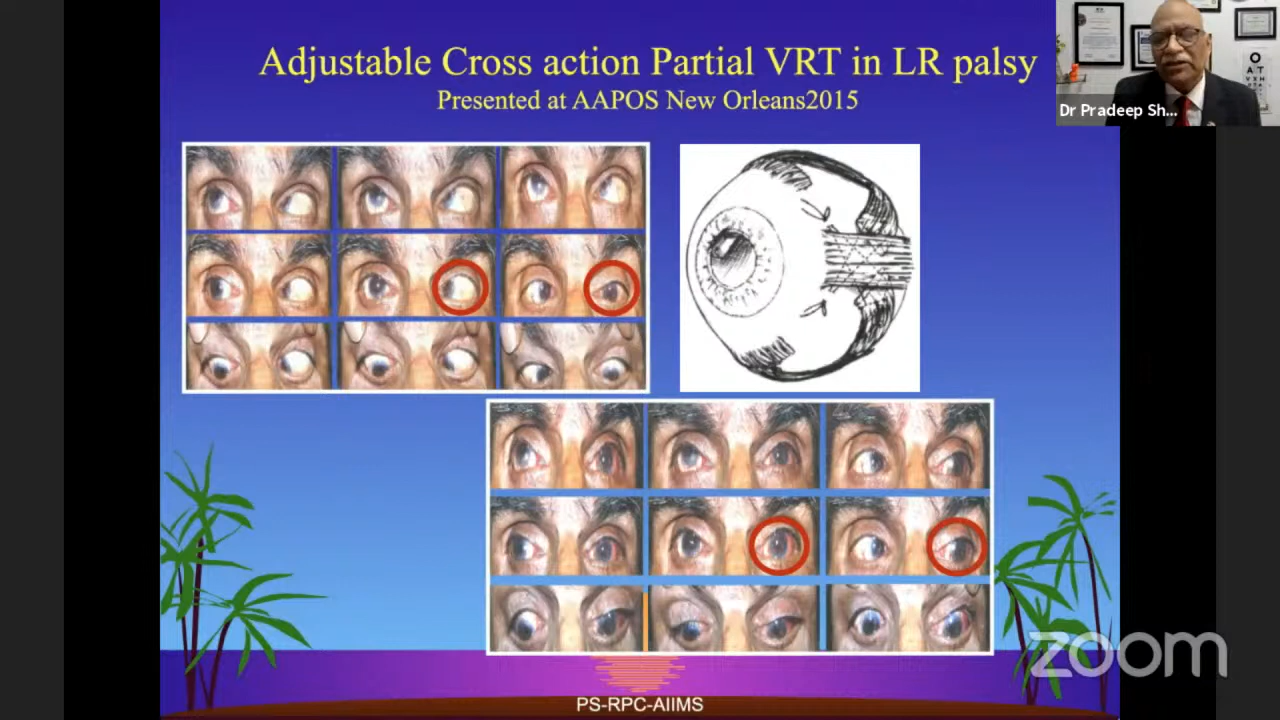 Adjustable Cross action Partial VRT in LR palsy
Presented at AAPOS New Orleans2015
Dr Pradeep Sh...
PS-RPC-AIIMS
zoom